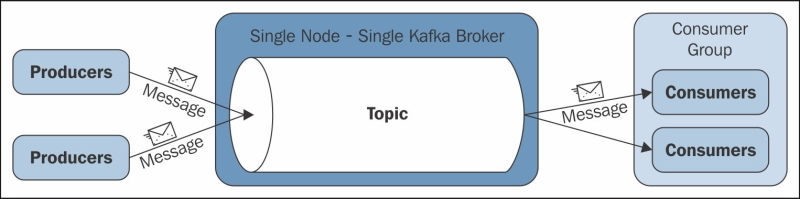 Producers
Message
Producers
Message
Single Node - Single Kafka Broker
Topic
Message
Consumer
Group
Consumers
Consumers